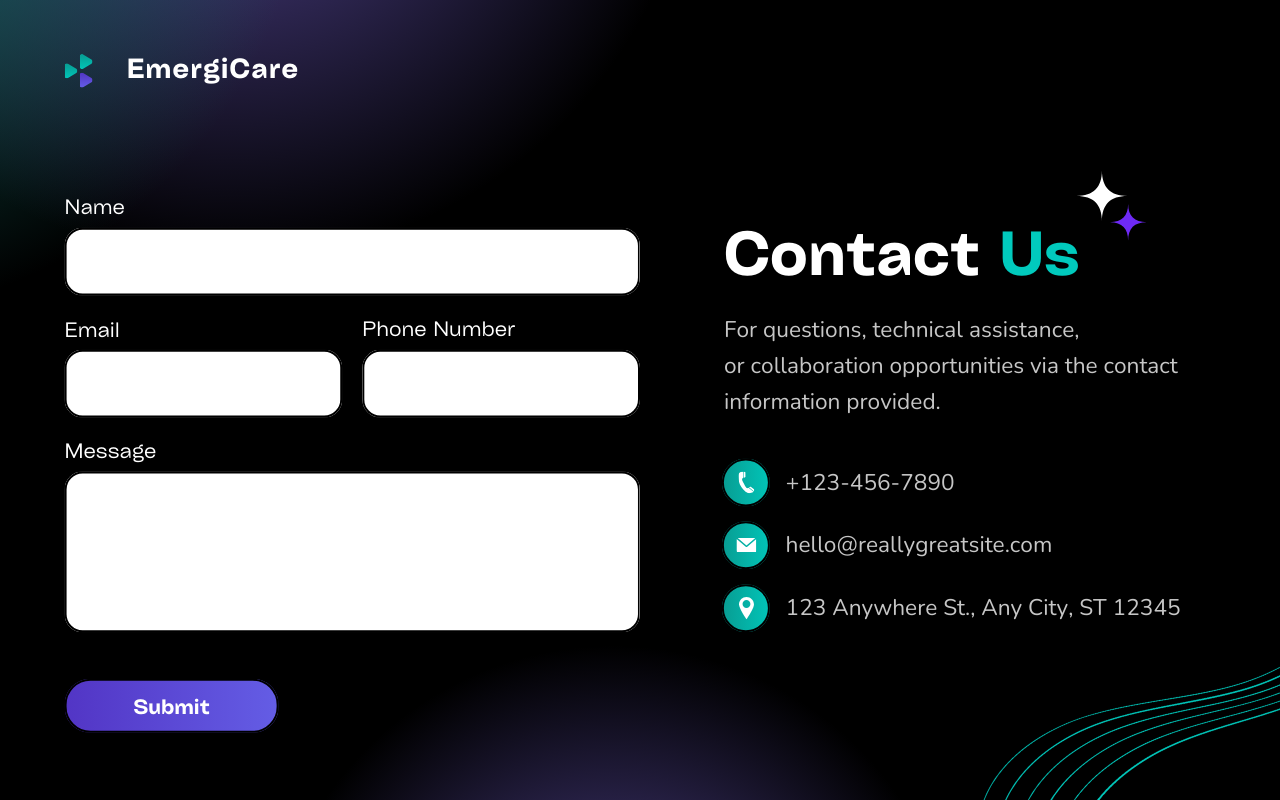 EmergiCare
Name
Email
Phone Number
Message
Submit
Contact Us
For questions, technical assistance,
or collaboration opportunities via the contact
information provided.
+123-456-7890
hello@reallygreatsite.com
123 Anywhere St., Any City, ST 12345